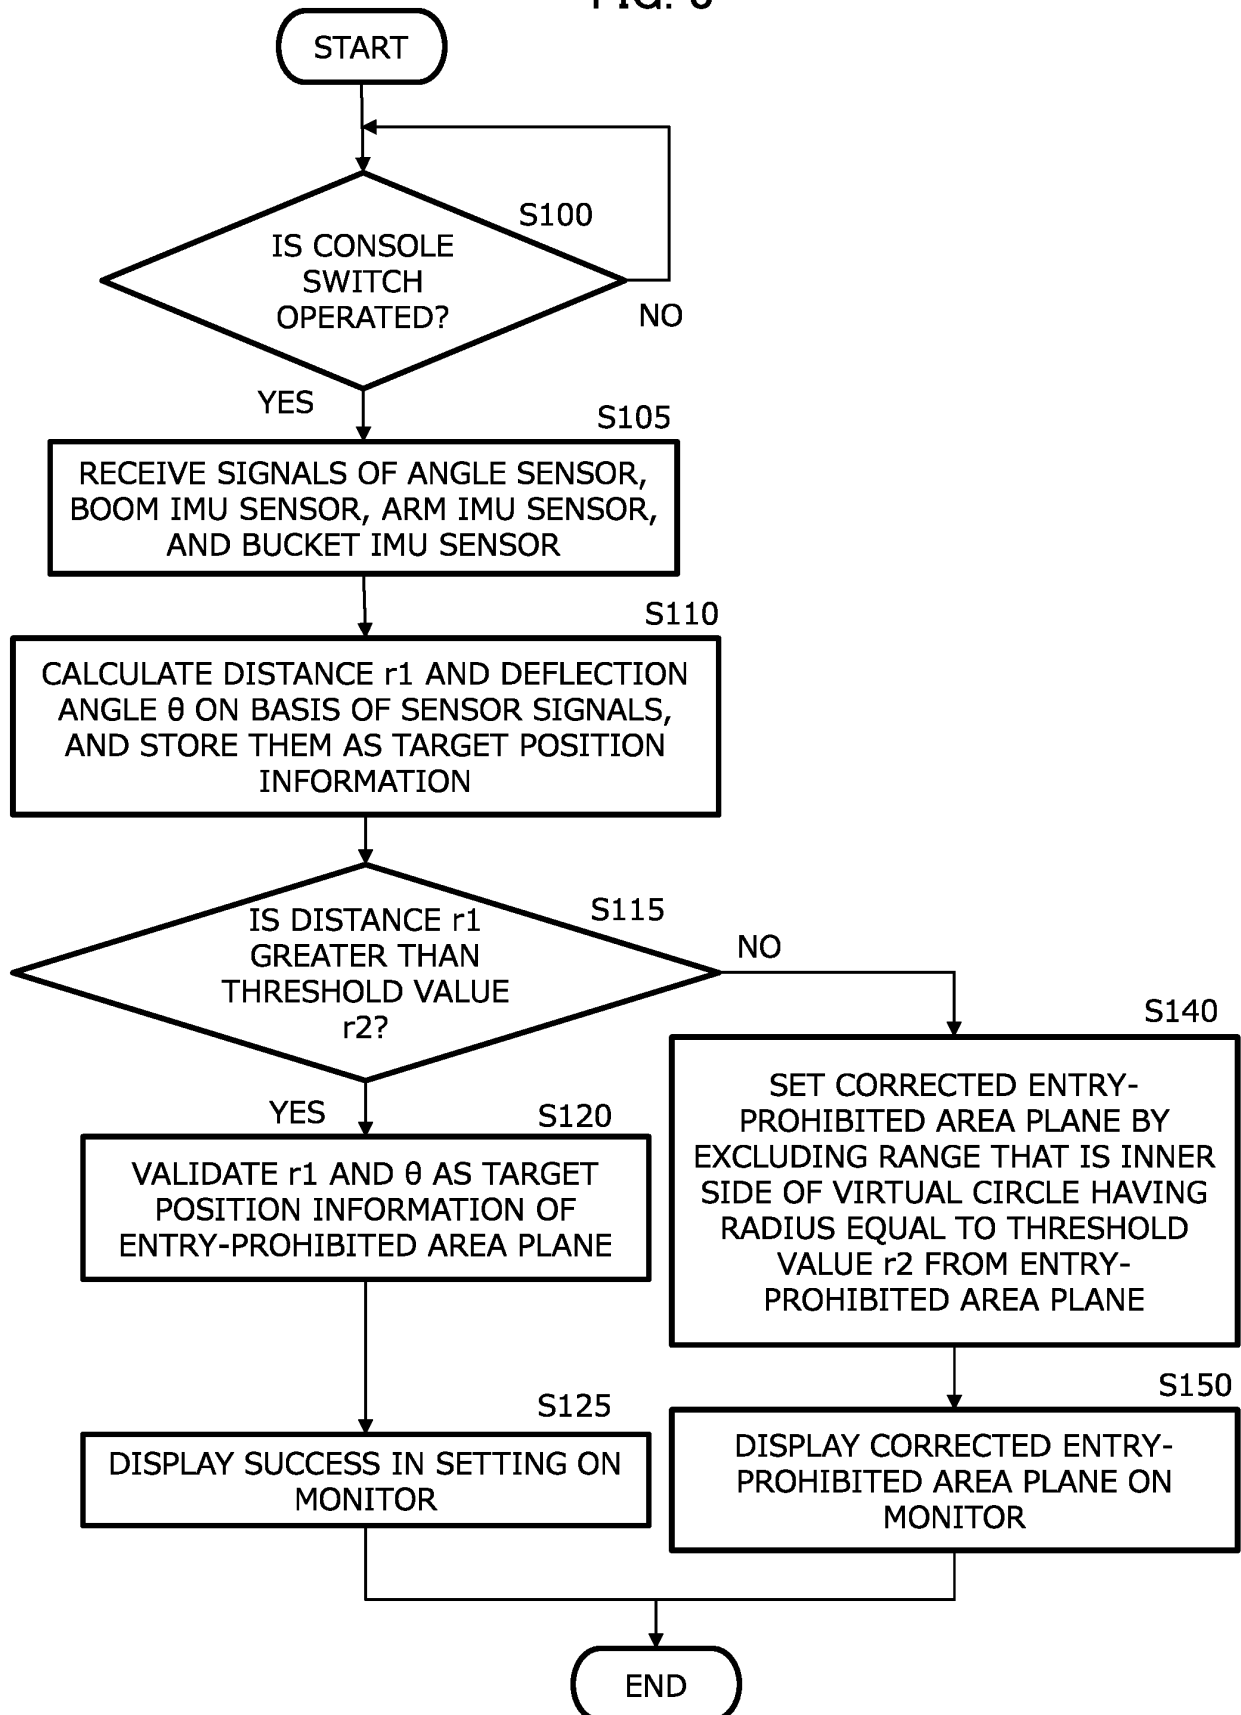 START
S100
IS CONSOLE
SWITCH
OPERATED?
NO
YES
S105
RECEIVE SIGNALS OF ANGLE SENSOR,
BOOM IMU SENSOR, ARM IMU SENSOR,
AND BUCKET IMU SENSOR
S110
CALCULATE DISTANCE r1 AND DEFLECTION
ANGLE θ ON BASIS OF SENSOR SIGNALS,
AND STORE THEM AS TARGET POSITION
INFORMATION
S115
IS DISTANCE r1
GREATER THAN
THRESHOLD VALUE
r2?
NO
YES
S120
VALIDATE r1 AND θ AS TARGET
POSITION INFORMATION OF
ENTRY-PROHIBITED AREA PLANE
S140
SET CORRECTED ENTRY-
PROHIBITED AREA PLANE BY
EXCLUDING RANGE THAT IS INNER
SIDE OF VIRTUAL CIRCLE HAVING
RADIUS EQUAL TO THRESHOLD
VALUE r2 FROM ENTRY-
PROHIBITED AREA PLANE
S125
DISPLAY SUCCESS IN SETTING ON
MONITOR
S150
DISPLAY CORRECTED ENTRY-
PROHIBITED AREA PLANE ON
MONITOR
END